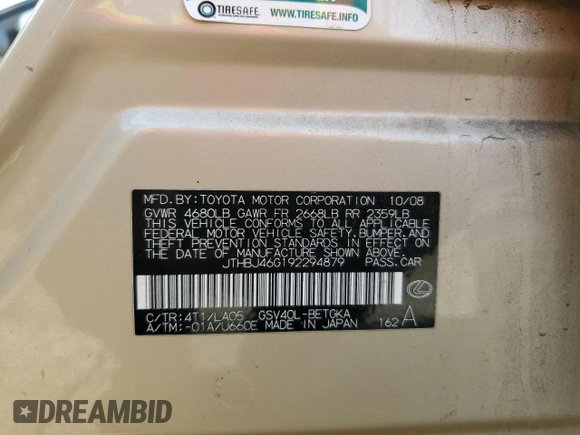 TIRESAFE
WWW.TIRESAFE.INFO
MFD. BY: TOYOTA MOTOR CORPORATION 10/08
GVWR 4680LB GAWR FR 2668LB RR 2359LB
THIS VEHICLE CONFORMS TO ALL APPLICABLE
FEDERAL MOTOR VEHICLE SAFETY, BUMPER, AND
THEFT PREVENTION STANDARDS IN EFFECT ON
THE DATE OF MANUFACTURE SHOWN ABOVE.
JTHBJ46G192294879 PASS. CAR
C/TR: 4T1/LA05 GSV40L-BETGKA
A/TM: -01A/U660E MADE IN JAPAN 162 A
DREAMBID